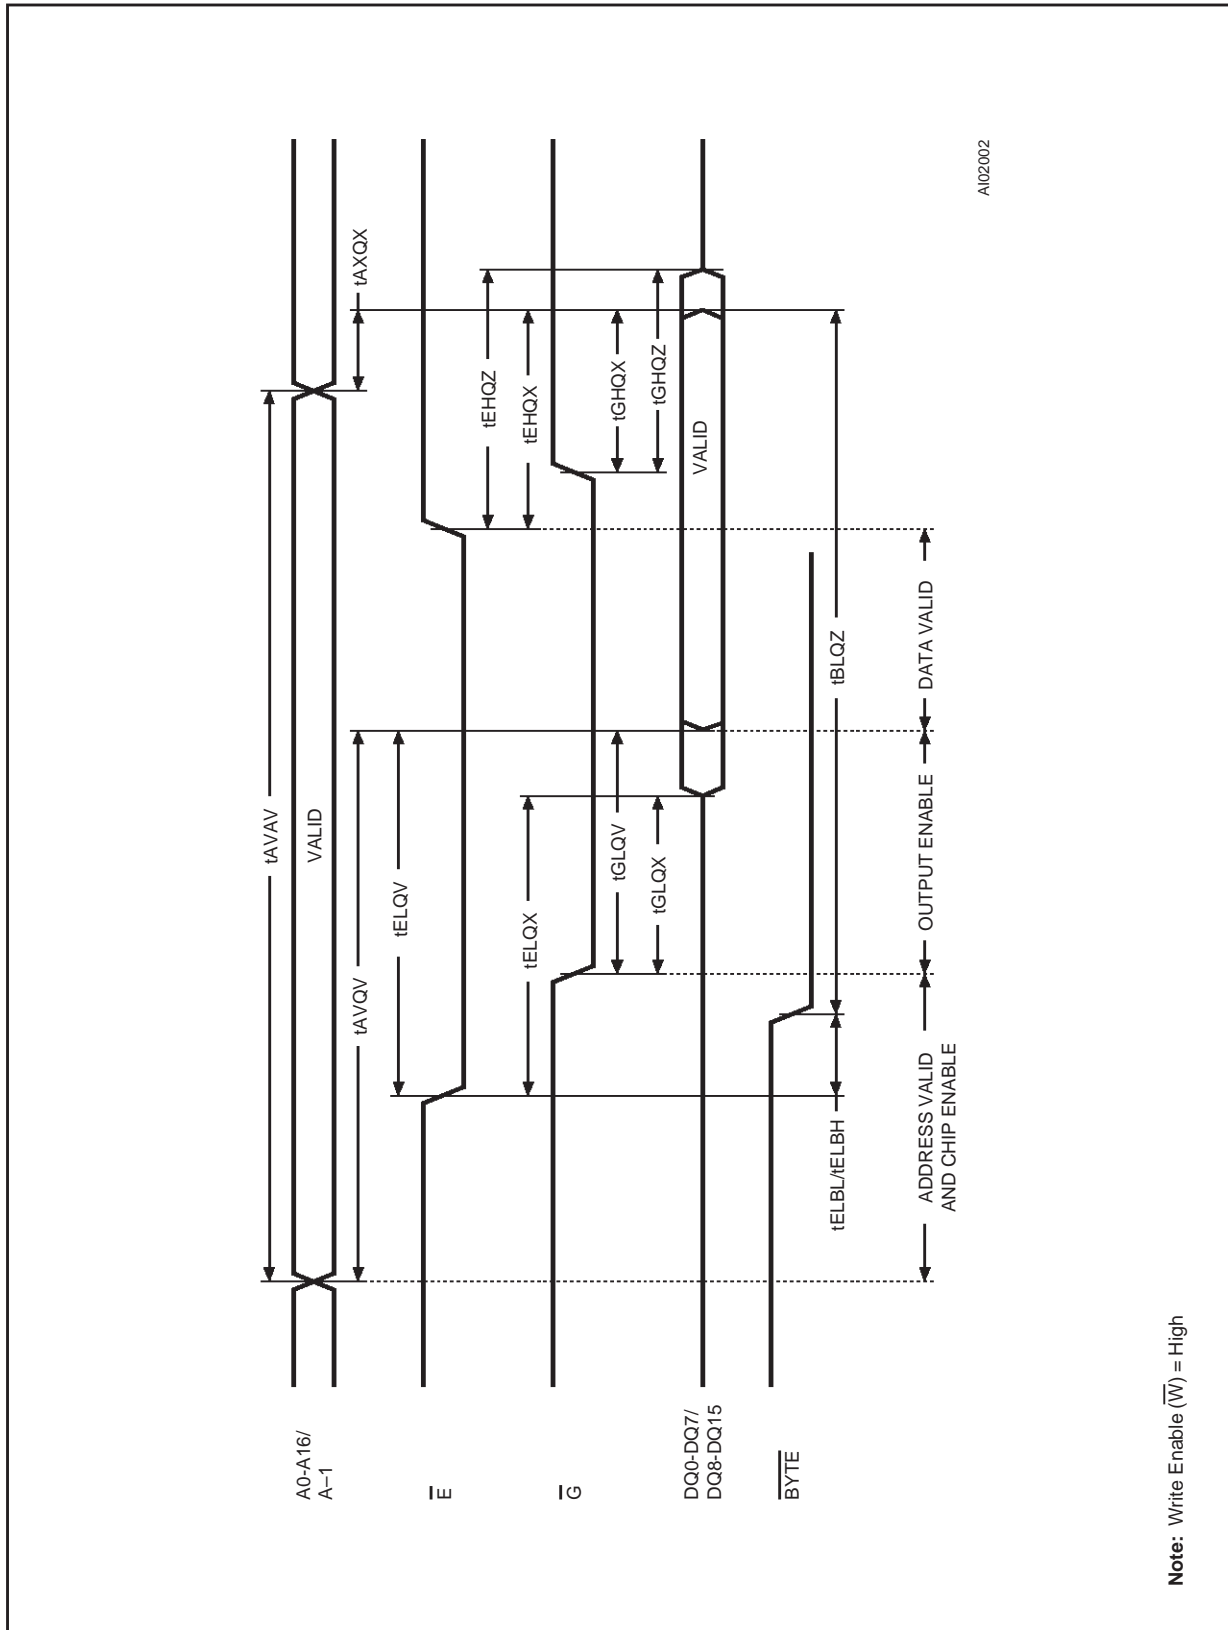 A0-A16/
A–1
E
G
DQ0-DQ7/
DQ8-DQ15
BYTE
tAVAV
VALID
tAVQV
tAXQX
tELQV
tEHQZ
tELQX
tEHQX
tGLQV
tGHQX
tGLQX
tGHQZ
VALID
tELBL/tELBH
tBLQZ
ADDRESS VALID
AND CHIP ENABLE
OUTPUT ENABLE
DATA VALID
AI02002
Note: Write Enable (W̅) = High